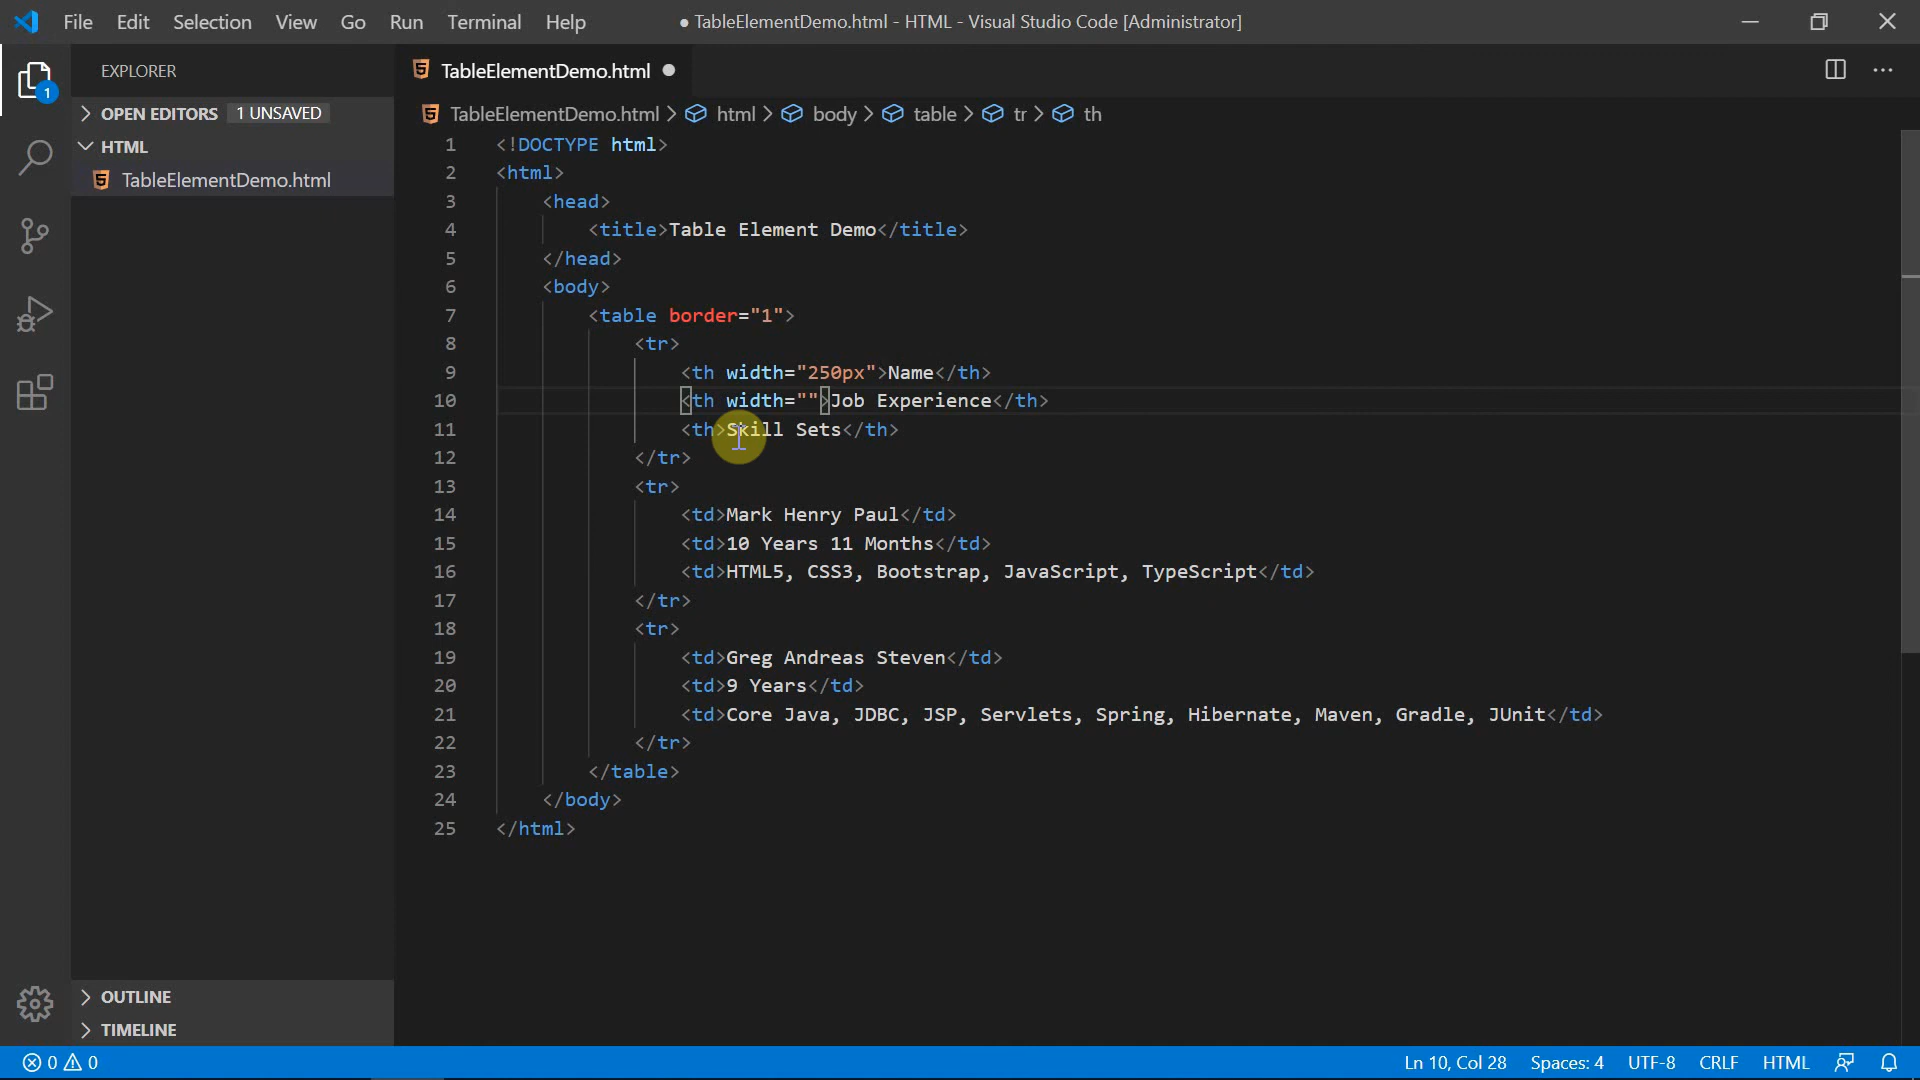 File Edit Selection View Go Run Terminal Help ● TableElementDemo.html - HTML - Visual Studio Code [Administrator]
EXPLORER
TableElementDemo.html
1
OPEN EDITORS 1 UNSAVED
TableElementDemo.html > html > body > table > tr > th
HTML
TableElementDemo.html
1 <!DOCTYPE html>
2 <html>
3 <head>
4 <title>Table Element Demo</title>
5 </head>
6 <body>
7 <table border="1">
8 <tr>
9 <th width="250px">Name</th>
10 <th width="">Job Experience</th>
11 <th>Skill Sets</th>
12 </tr>
13 <tr>
14 <td>Mark Henry Paul</td>
15 <td>10 Years 11 Months</td>
16 <td>HTML5, CSS3, Bootstrap, JavaScript, TypeScript</td>
17 </tr>
18 <tr>
19 <td>Greg Andreas Steven</td>
20 <td>9 Years</td>
21 <td>Core Java, JDBC, JSP, Servlets, Spring, Hibernate, Maven, Gradle, JUnit</td>
22 </tr>
23 </table>
24 </body>
25 </html>
OUTLINE
TIMELINE
0 0 Ln 10, Col 28 Spaces: 4 UTF-8 CRLF HTML